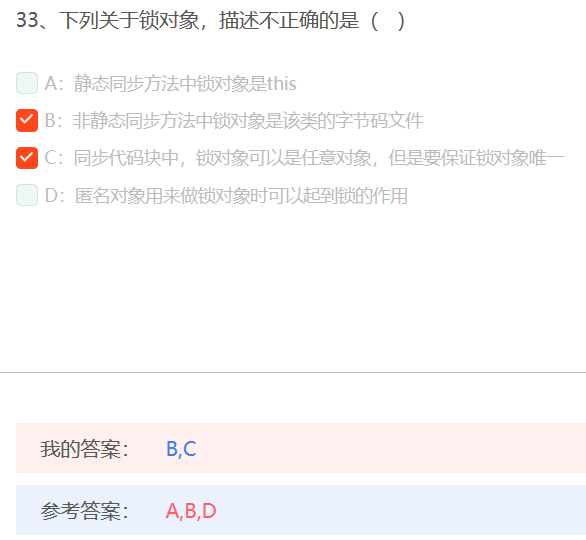 33、下列关于锁对象，描述不正确的是（ ）
A：静态同步方法中锁对象是this
B：非静态同步方法中锁对象是该类的字节码文件
C：同步代码块中，锁对象可以是任意对象，但是要保证锁对象唯一
D：匿名对象用来做锁对象时可以起到锁的作用
我的答案： B,C
参考答案： A,B,D